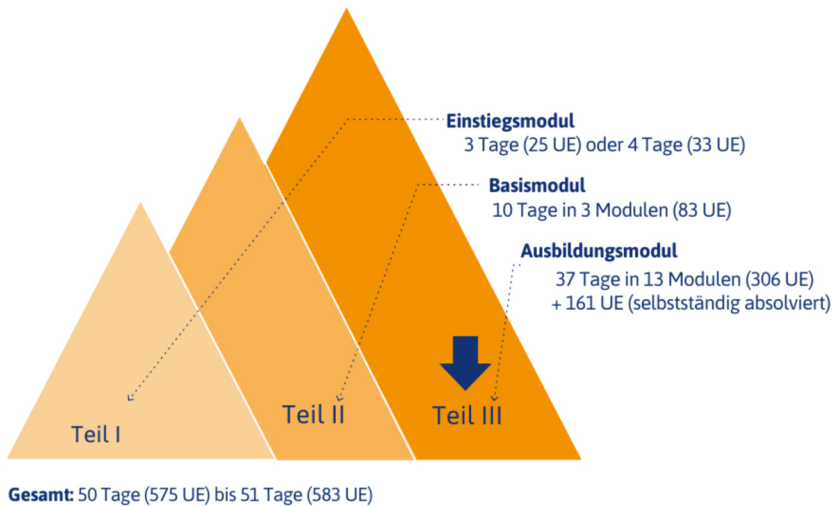 Einstiegsmodul
3 Tage (25 UE) oder 4 Tage (33 UE)
Basismodul
10 Tage in 3 Modulen (83 UE)
Ausbildungsmodul
37 Tage in 13 Modulen (306 UE)
+ 161 UE (selbstständig absolviert)
Teil I
Teil II
Teil III
Gesamt: 50 Tage (575 UE) bis 51 Tage (583 UE)